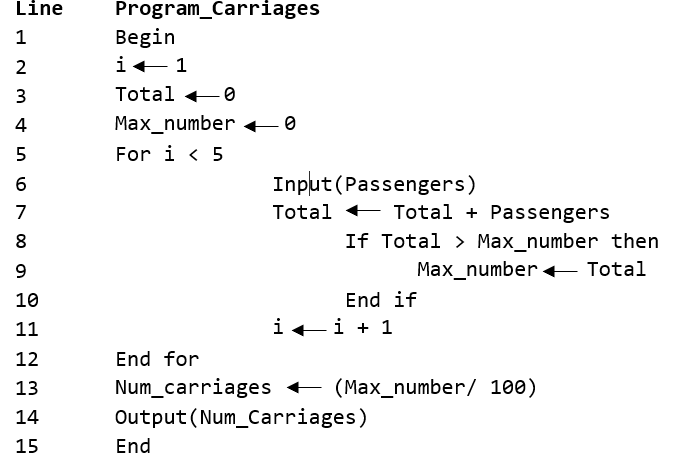 Line Program_Carriages
1 Begin
2 i ← 1
3 Total ← 0
4 Max_number ← 0
5 For i < 5
6 Input(Passengers)
7 Total ← Total + Passengers
8 If Total > Max_number then
9 Max_number ← Total
10 End if
11 i ← i + 1
12 End for
13 Num_carriages ← (Max_number/ 100)
14 Output(Num_Carriages)
15 End